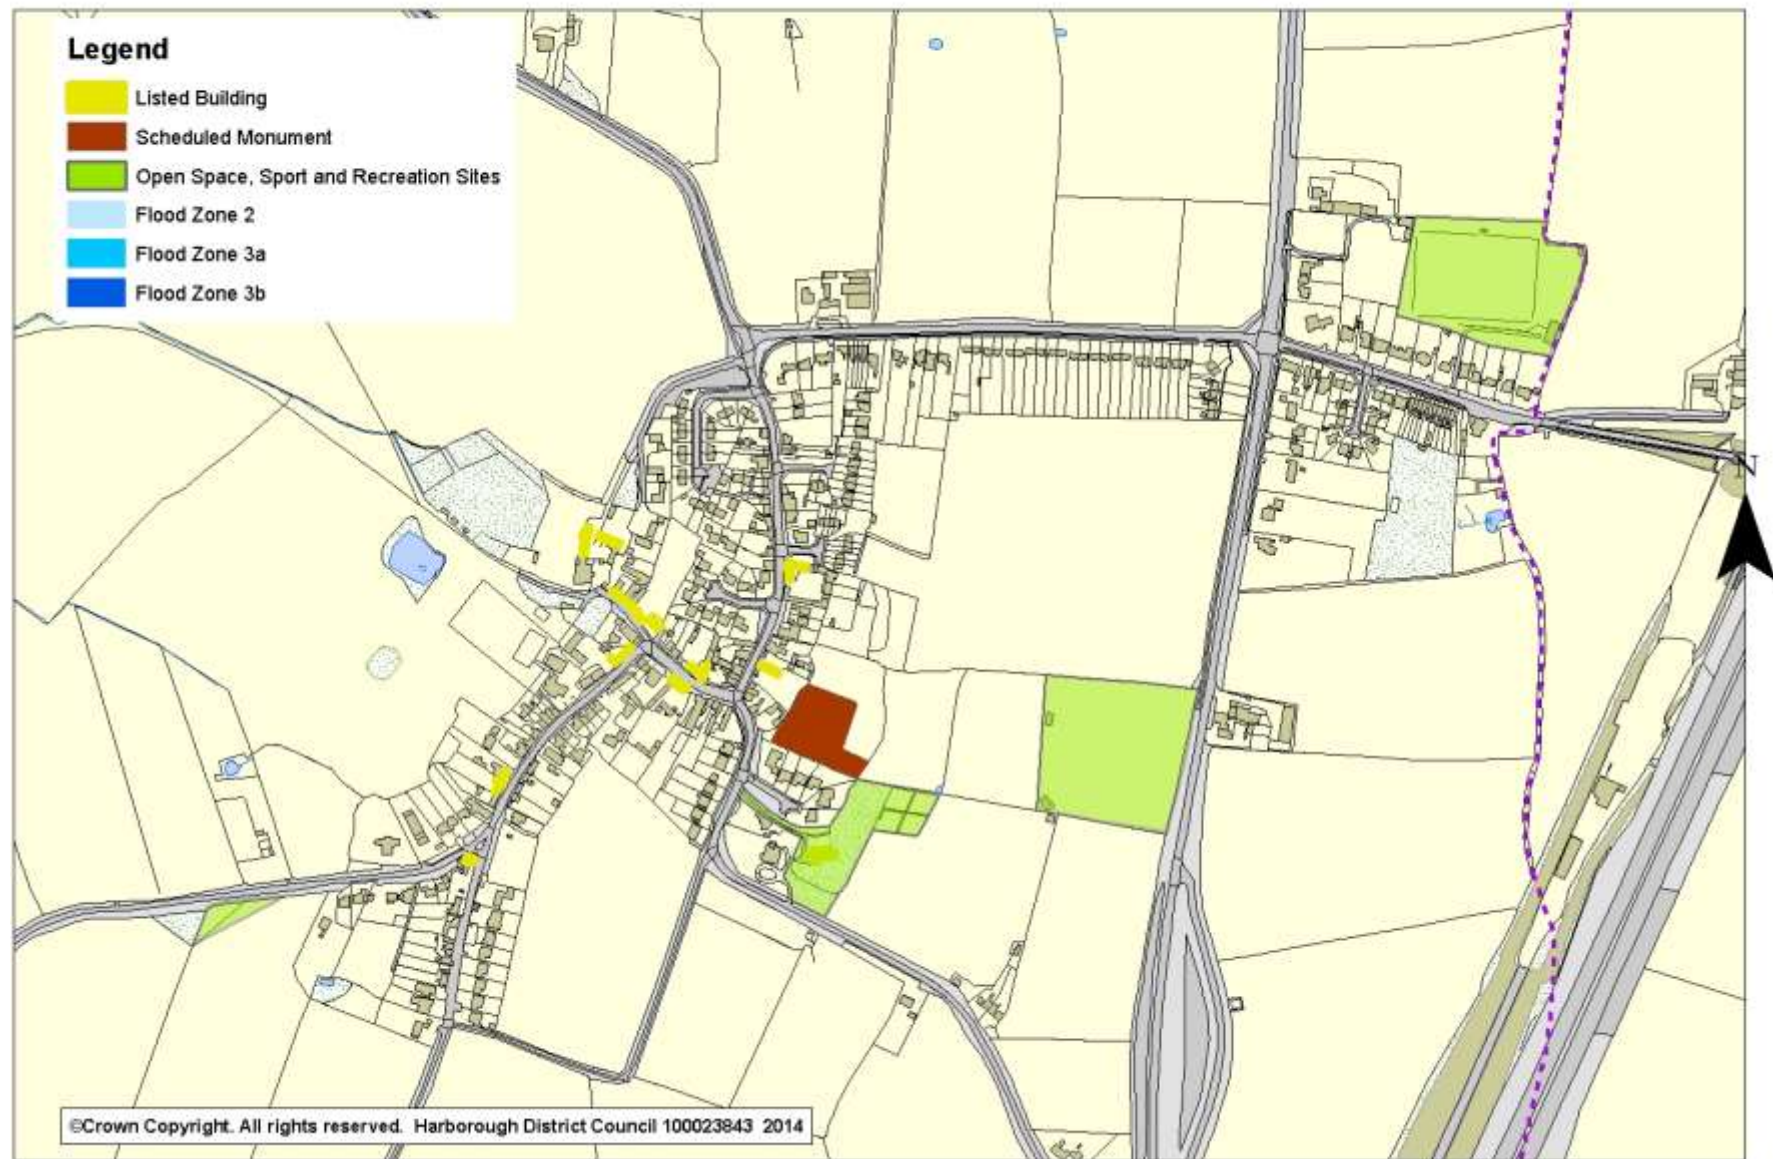 Legend
Listed Building
Scheduled Monument
Open Space, Sport and Recreation Sites
Flood Zone 2
Flood Zone 3a
Flood Zone 3b
N
©Crown Copyright. All rights reserved. Harborough District Council 100023843 2014